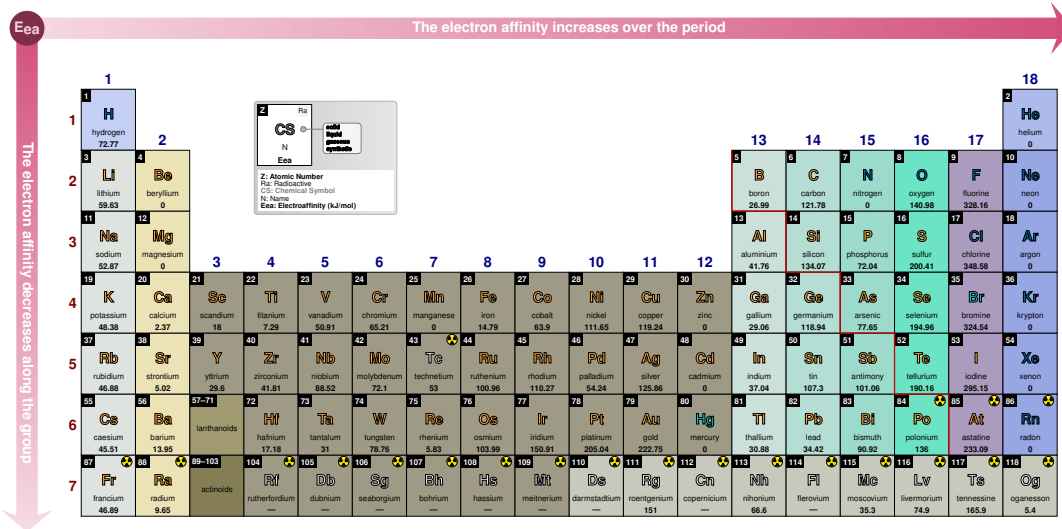 Eea
The electron affinity increases over the period
The electron affinity decreases along the group
1 2 3 4 5 6 7 8 9 10 11 12 13 14 15 16 17 18
1 2 3 4 5 6 7
Z Ra
CS
N
Eea
solid
liquid
gaseous
synthetic
Z: Atomic Number
Ra: Radioactive
CS: Chemical Symbol
N: Name
Eea: Electroaffinity (kJ/mol)
1 H hydrogen 72.77
2 He helium 0
3 Li lithium 59.63
4 Be beryllium 0
5 B boron 26.99
6 C carbon 121.78
7 N nitrogen 0
8 O oxygen 140.98
9 F fluorine 328.16
10 Ne neon 0
11 Na sodium 52.87
12 Mg magnesium 0
13 Al aluminium 41.76
14 Si silicon 134.07
15 P phosphorus 72.04
16 S sulfur 200.41
17 Cl chlorine 348.58
18 Ar argon 0
19 K potassium 48.38
20 Ca calcium 2.37
21 Sc scandium 18
22 Ti titanium 7.29
23 V vanadium 50.91
24 Cr chromium 65.21
25 Mn manganese 0
26 Fe iron 14.79
27 Co cobalt 63.9
28 Ni nickel 111.65
29 Cu copper 119.24
30 Zn zinc 0
31 Ga gallium 29.06
32 Ge germanium 118.94
33 As arsenic 77.65
34 Se selenium 194.96
35 Br bromine 324.54
36 Kr krypton 0
37 Rb rubidium 46.88
38 Sr strontium 5.02
39 Y yttrium 29.6
40 Zr zirconium 41.81
41 Nb niobium 88.52
42 Mo molybdenum 72.1
43 Tc technetium 53
44 Ru ruthenium 100.96
45 Rh rhodium 110.27
46 Pd palladium 54.24
47 Ag silver 125.86
48 Cd cadmium 0
49 In indium 37.04
50 Sn tin 107.3
51 Sb antimony 101.06
52 Te tellurium 190.16
53 I iodine 295.15
54 Xe xenon 0
55 Cs caesium 45.51
56 Ba barium 13.95
57–71 lanthanoids
72 Hf hafnium 17.18
73 Ta tantalum 31
74 W tungsten 78.76
75 Re rhenium 5.83
76 Os osmium 103.99
77 Ir iridium 150.91
78 Pt platinum 205.04
79 Au gold 222.75
80 Hg mercury 0
81 Tl thallium 30.88
82 Pb lead 34.42
83 Bi bismuth 90.92
84 Po polonium 136
85 At astatine 233.09
86 Rn radon 0
87 Fr francium 46.89
88 Ra radium 9.65
89–103 actinoids
104 Rf rutherfordium —
105 Db dubnium —
106 Sg seaborgium —
107 Bh bohrium —
108 Hs hassium —
109 Mt meitnerium —
110 Ds darmstadtium —
111 Rg roentgenium 151
112 Cn copernicium —
113 Nh nihonium 66.6
114 Fl flerovium —
115 Mc moscovium 35.3
116 Lv livermorium 74.9
117 Ts tennessine 165.9
118 Og oganesson 5.4